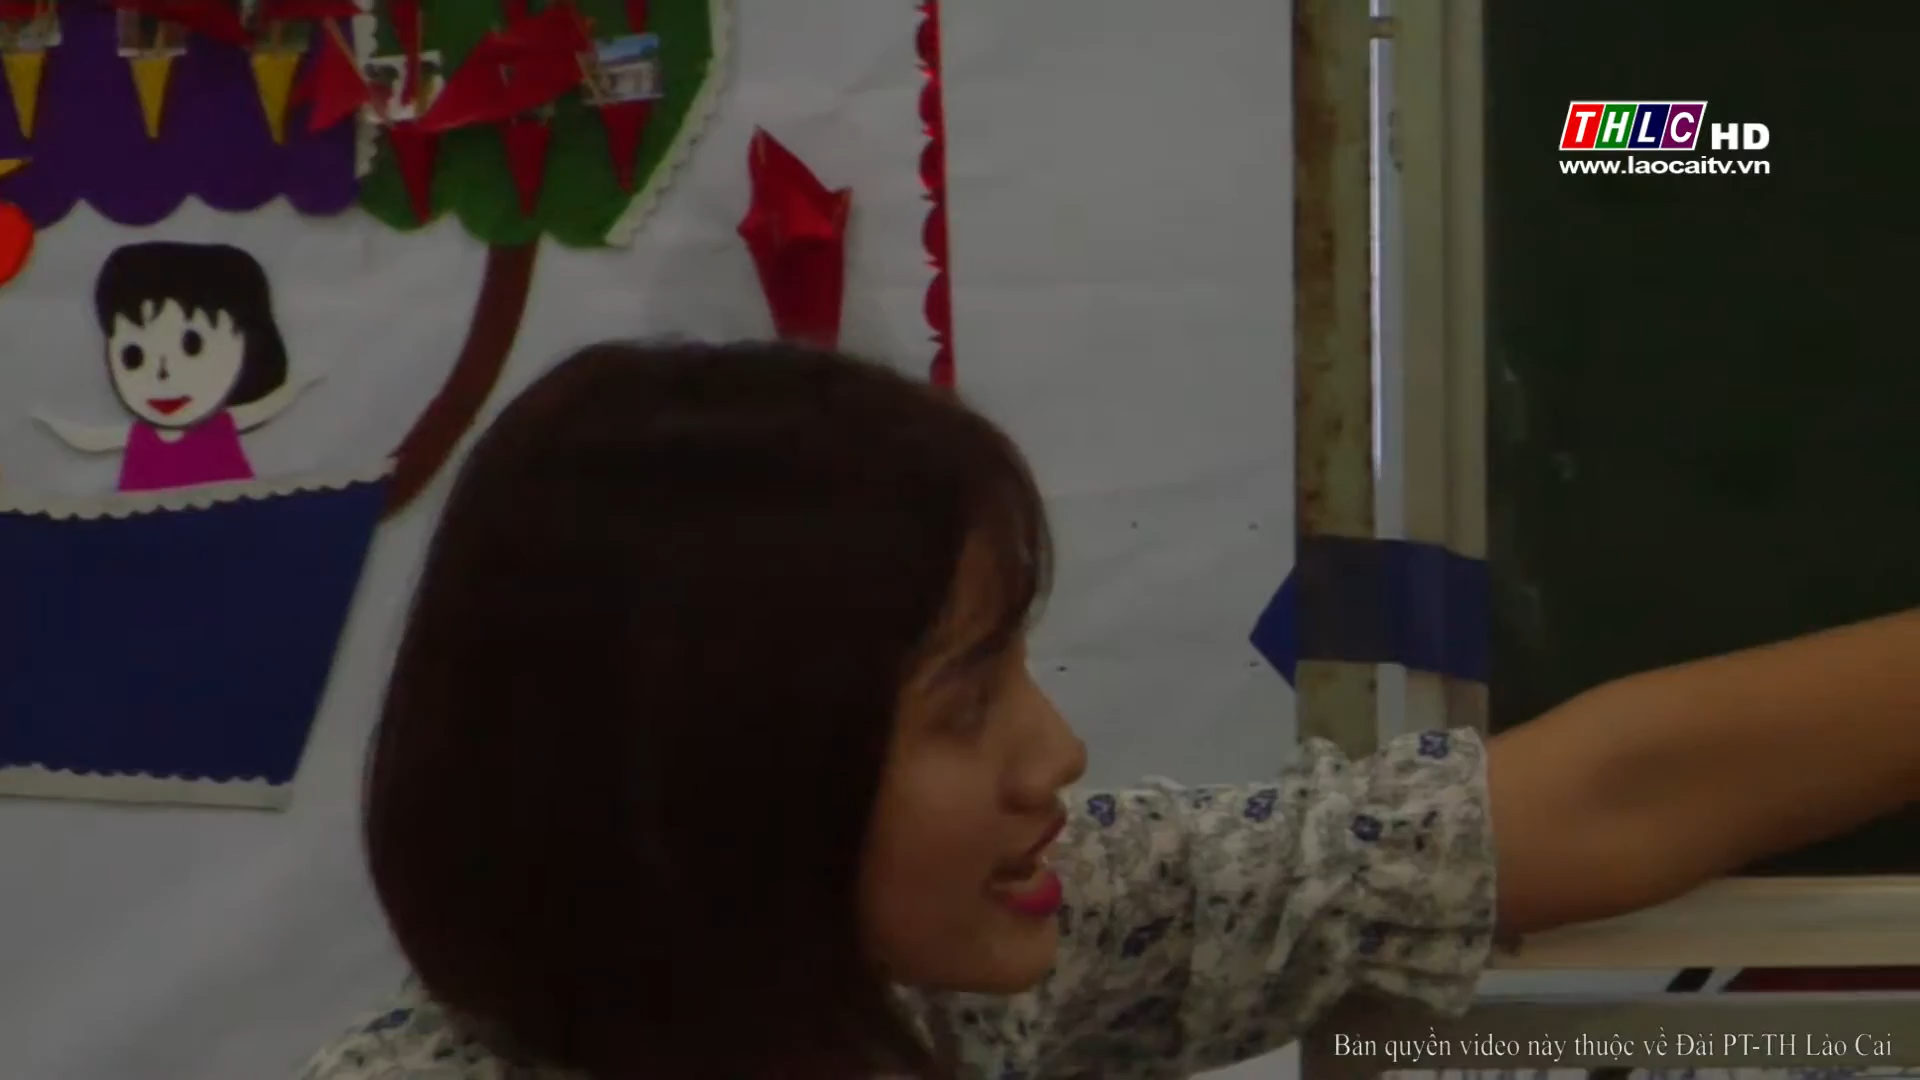 THLC HD
www.laocaitv.vn
Bản quyền video này thuộc về Đài PT-TH Lào Cai